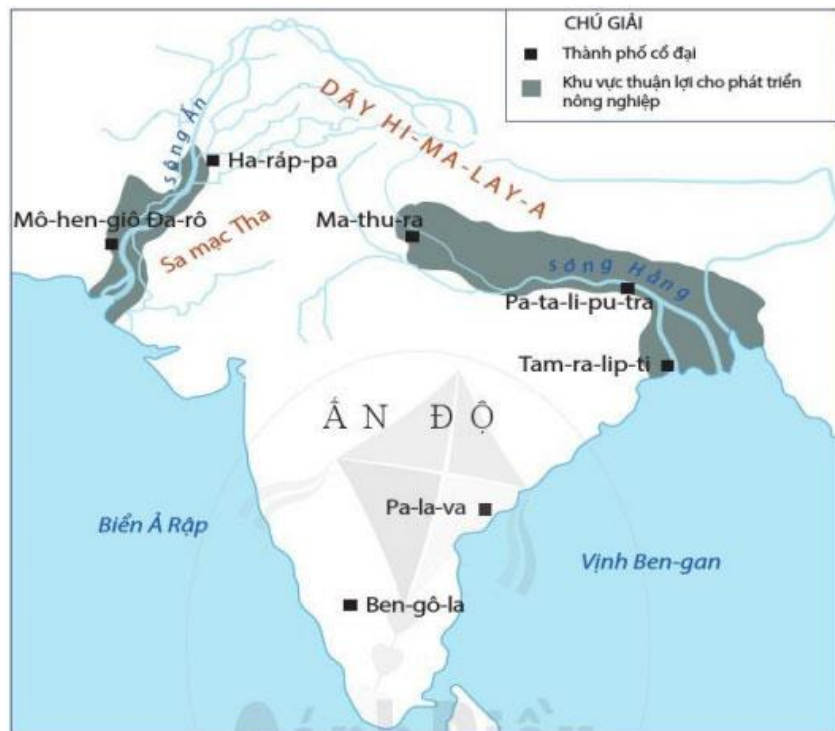 CHÚ GIẢI
Thành phố cổ đại
Khu vực thuận lợi cho phát triển
nông nghiệp
DÃY HI-MA-LAY-A
sông Ấn
Ha-ráp-pa
Mô-hen-giô Đa-rô
Sa mạc Tha
Ma-thu-ra
sông Hằng
Pa-ta-li-pu-tra
Tam-ra-lip-ti
ẤN ĐỘ
Pa-la-va
Biển Ả Rập
Vịnh Ben-gan
Ben-gô-la